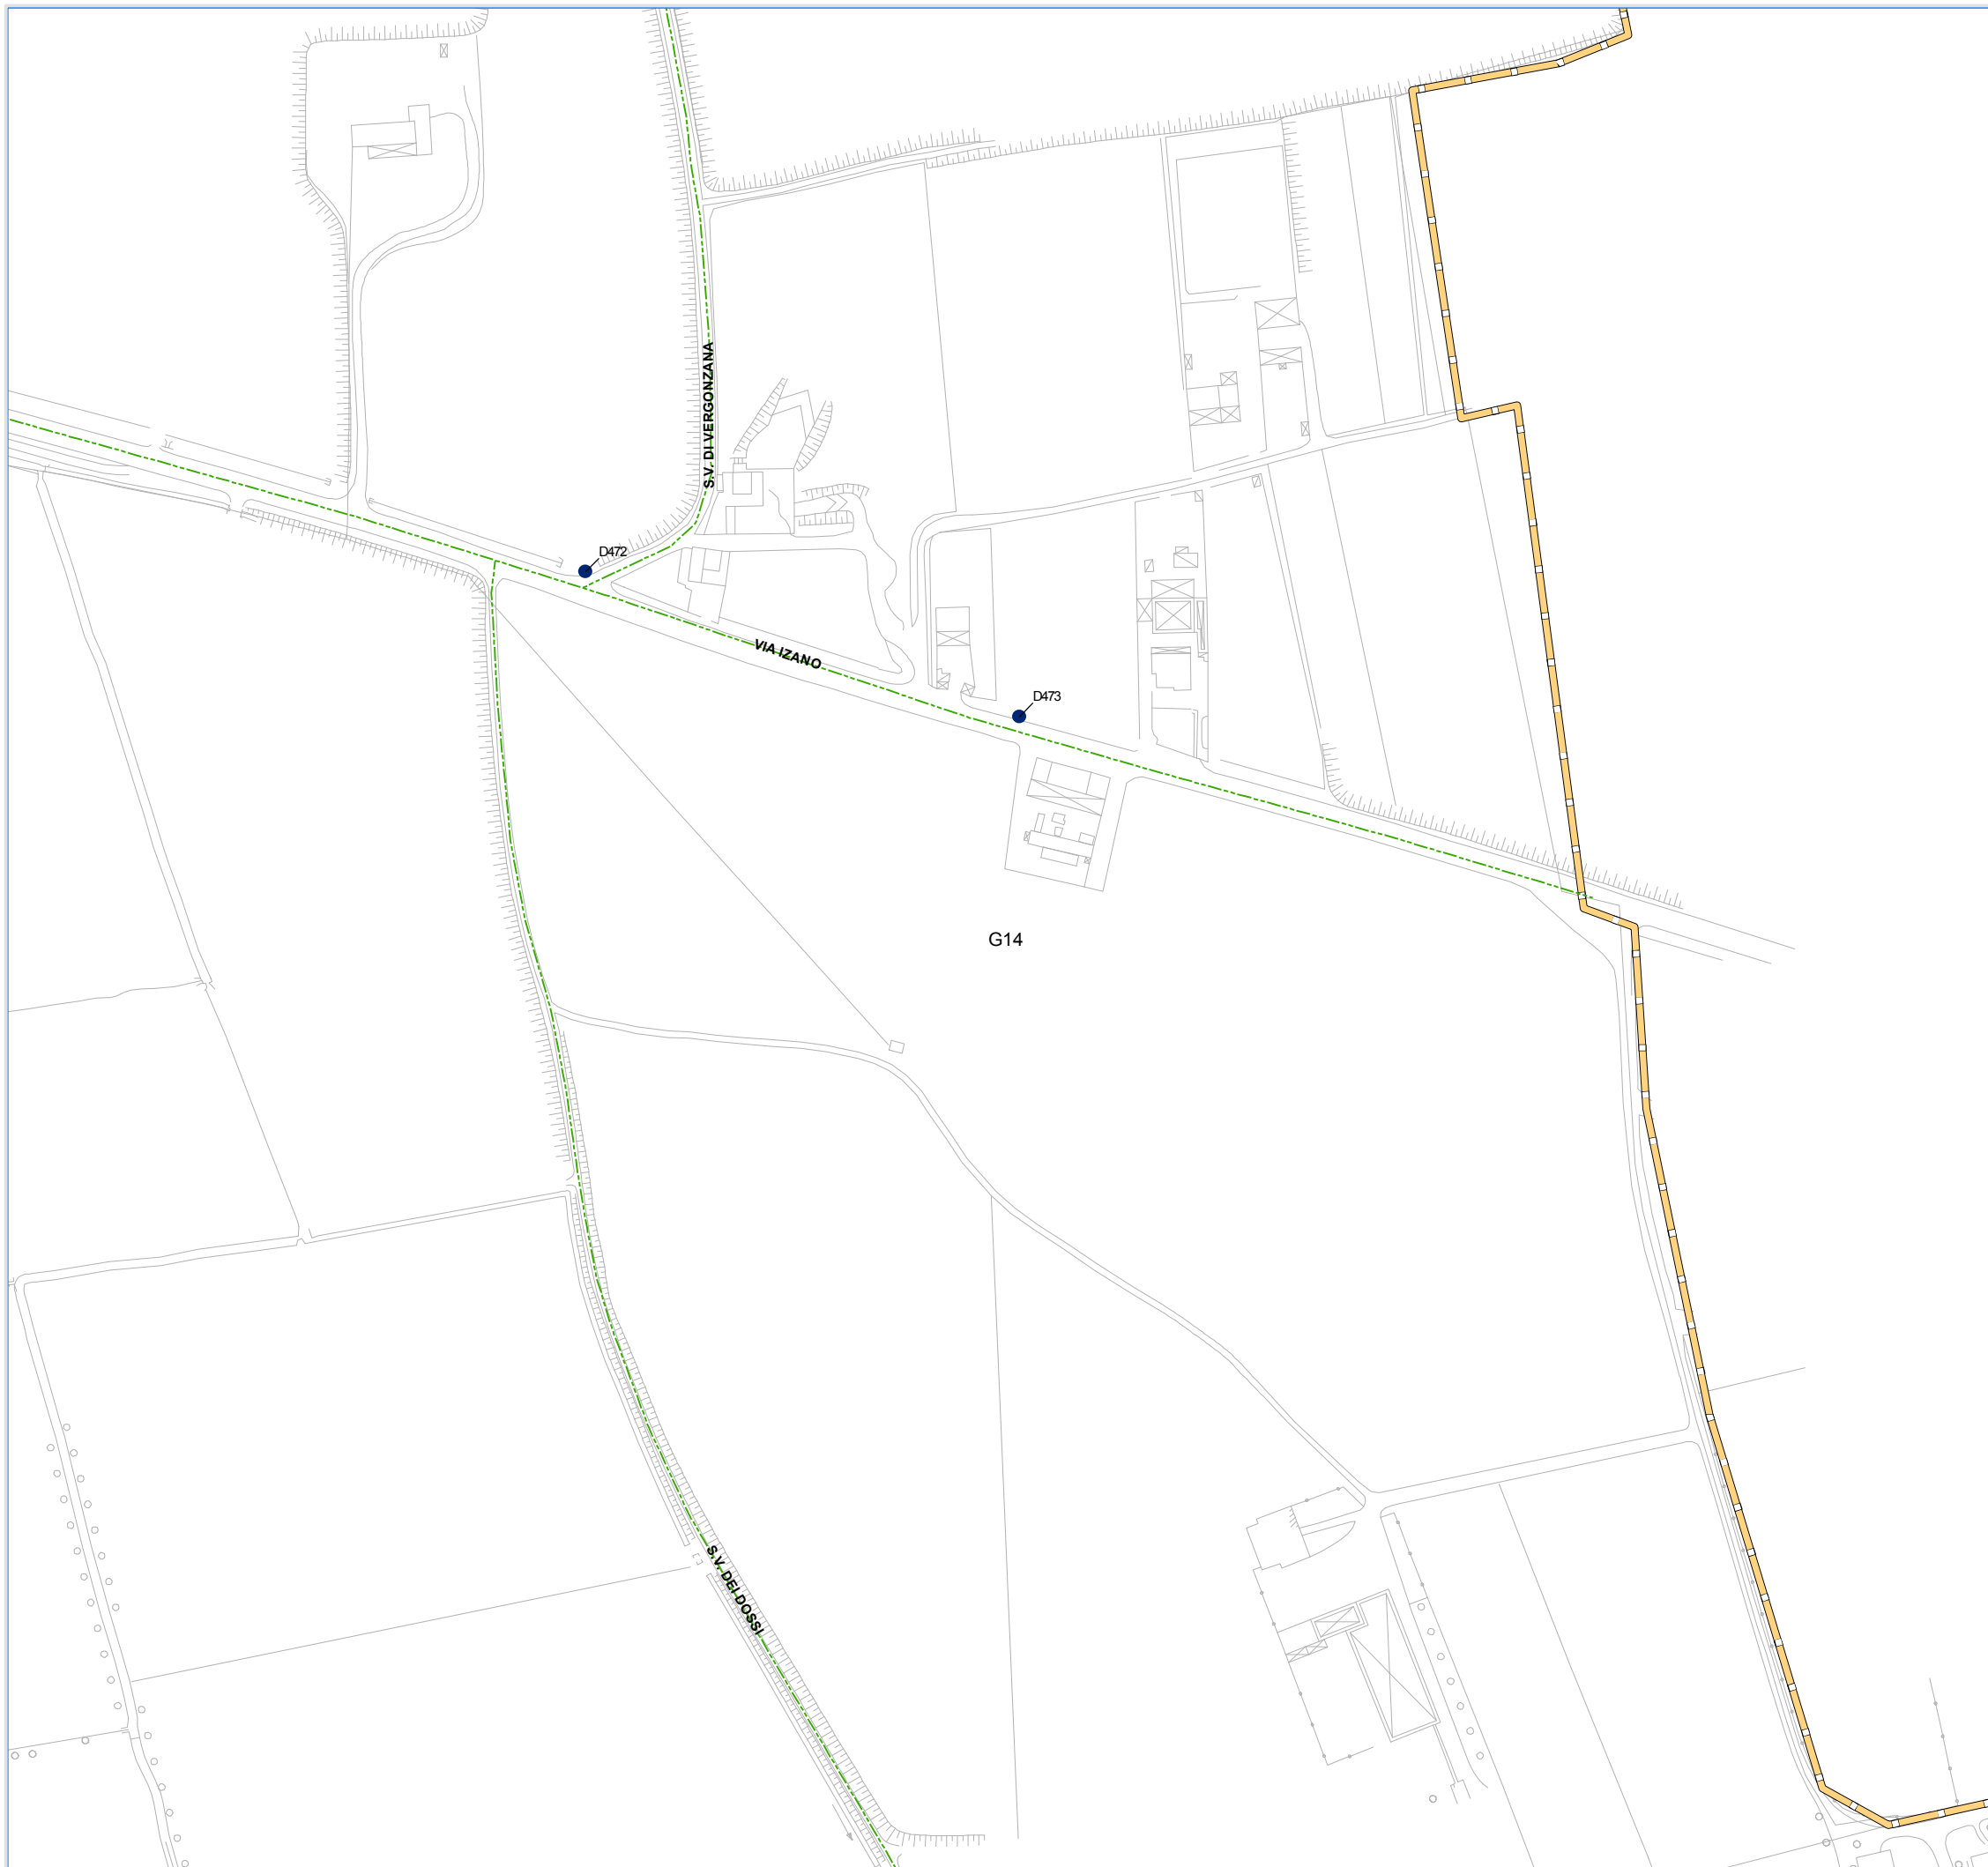 S.V. DI VERGONZANA
D472
VIA IZANO
D473
G14
S.V. DEI DOSSI